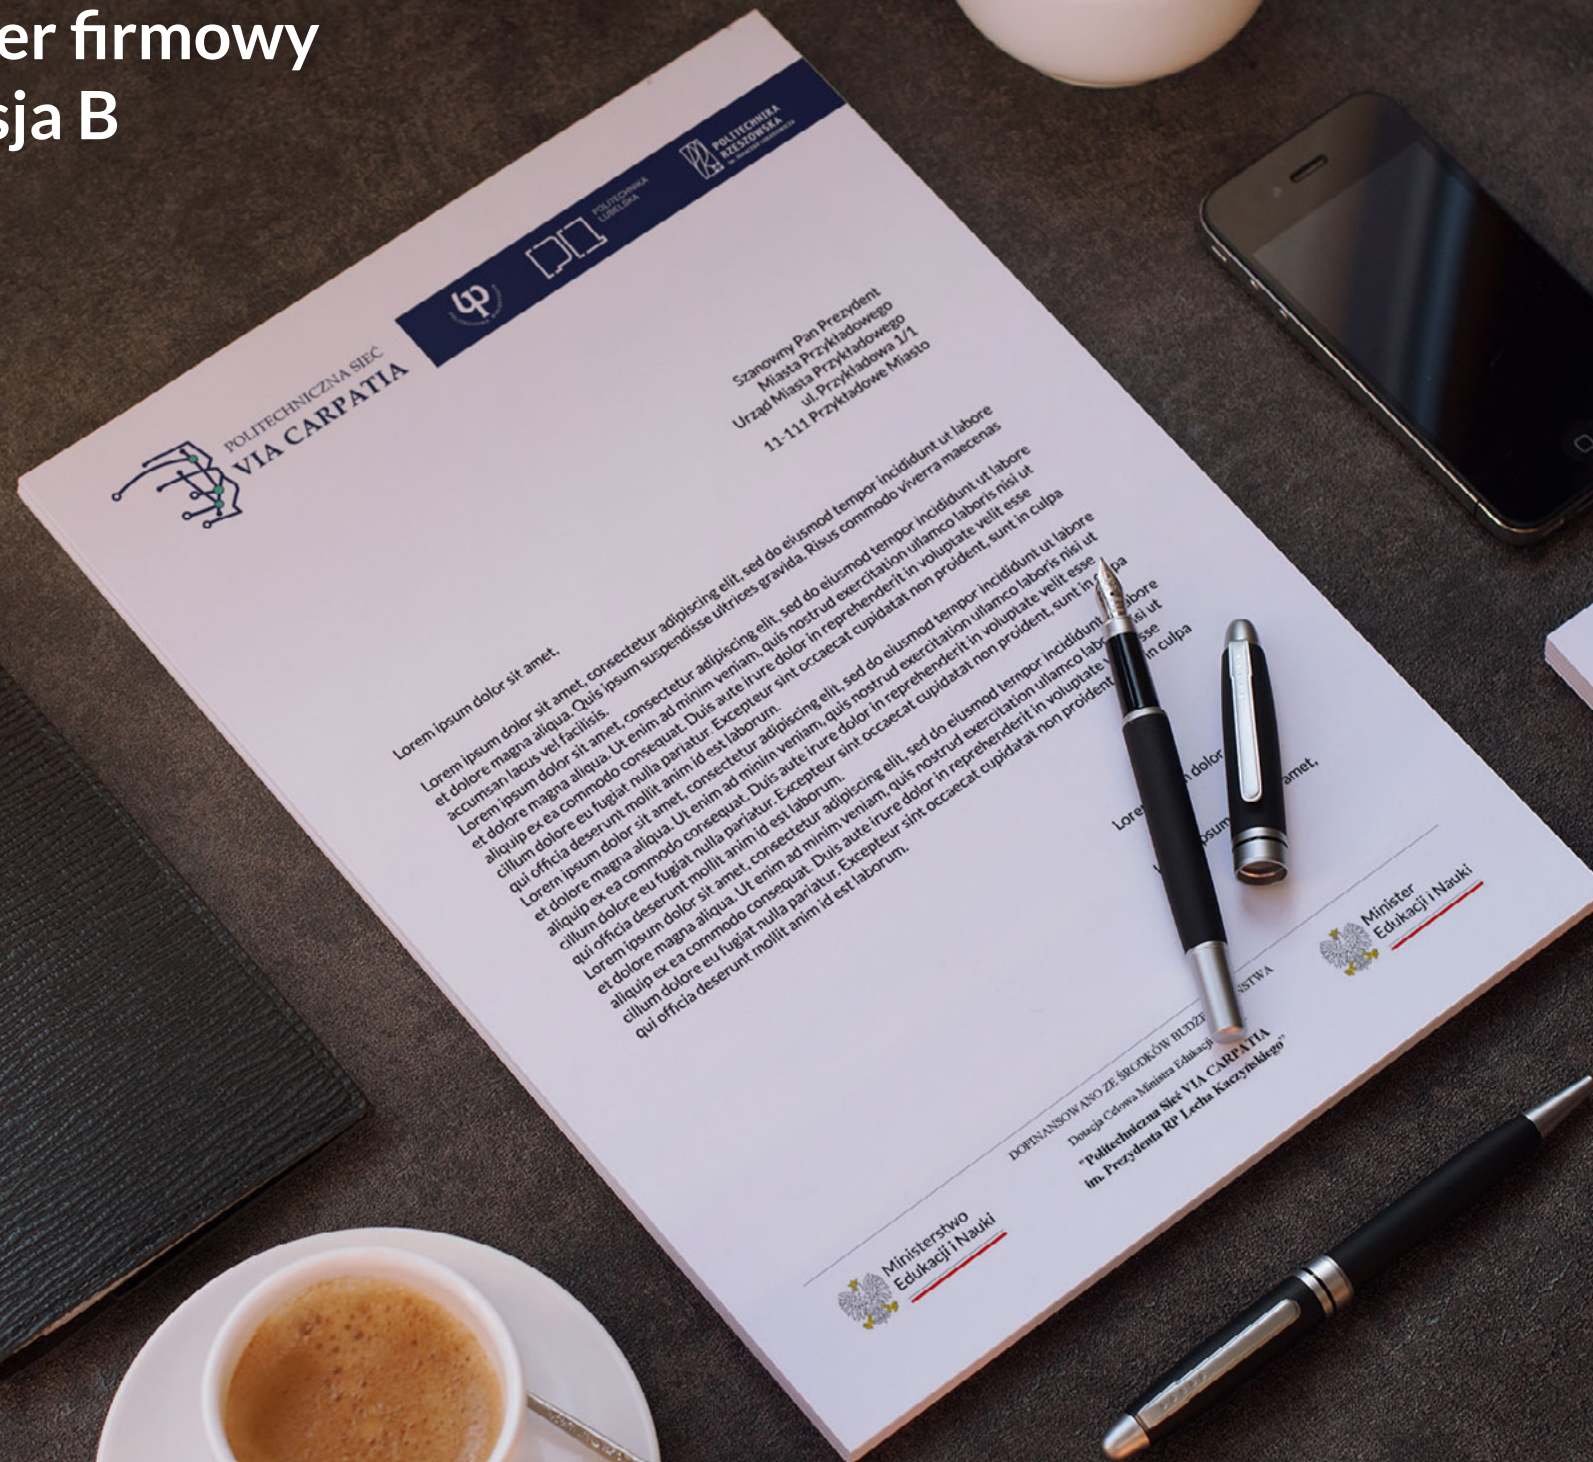 er firmowy
sja B
POLITECHNICZNA SIEĆ
VIA CARPATIA
POLITECHNIKA
LUBELSKA
POLITECHNIKA
RZESZOWSKA
Szanowny Pan Prezydent
Miasta Przykładowego
Urząd Miasta Przykładowego
ul. Przykładowa 1/1
11-111 Przykładowe Miasto
Lorem ipsum dolor sit amet.
Lorem ipsum dolor sit amet, consectetur adipiscing elit, sed do eiusmod tempor incididunt ut labore
et dolore magna aliqua. Quis ipsum suspendisse ultrices gravida. Risus commodo viverra maecenas
accumsan lacus vel facilisis.
Lorem ipsum dolor sit amet, consectetur adipiscing elit, sed do eiusmod tempor incididunt ut labore
et dolore magna aliqua. Ut enim ad minim veniam, quis nostrud exercitation ullamco laboris nisi ut
aliquip ex ea commodo consequat. Duis aute irure dolor in reprehenderit in voluptate velit esse
cillum dolore eu fugiat nulla pariatur. Excepteur sint occaecat cupidatat non proident, sunt in culpa
qui officia deserunt mollit anim id est laborum.
Lorem ipsum dolor sit amet, consectetur adipiscing elit, sed do eiusmod tempor incididunt ut labore
et dolore magna aliqua. Ut enim ad minim veniam, quis nostrud exercitation ullamco laboris nisi ut
aliquip ex ea commodo consequat. Duis aute irure dolor in reprehenderit in voluptate velit esse
cillum dolore eu fugiat nulla pariatur. Excepteur sint occaecat cupidatat non proident, sunt in
qui officia deserunt mollit anim id est laborum.
Lorem ipsum dolor sit amet, consectetur adipiscing elit, sed do eiusmod tempor incididunt labore
et dolore magna aliqua. Ut enim ad minim veniam, quis nostrud exercitation ullamco nisi ut
aliquip ex ea commodo consequat. Duis aute irure dolor in reprehenderit in voluptate
cillum dolore eu fugiat nulla pariatur. Excepteur sint occaecat cupidatat non proident in culpa
qui officia deserunt mollit anim id est laborum.
dolor
amet,
Ministerstwo
Edukacji i Nauki
DOFINANSOWANO ZE ŚRODKÓW
Dotacja Celowa Ministra Edukacji
"Politechniczna Sieć VIA CARPATIA
im. Prezydenta RP Lecha Kaczyńskiego"
Minister
Edukacji i Nauki